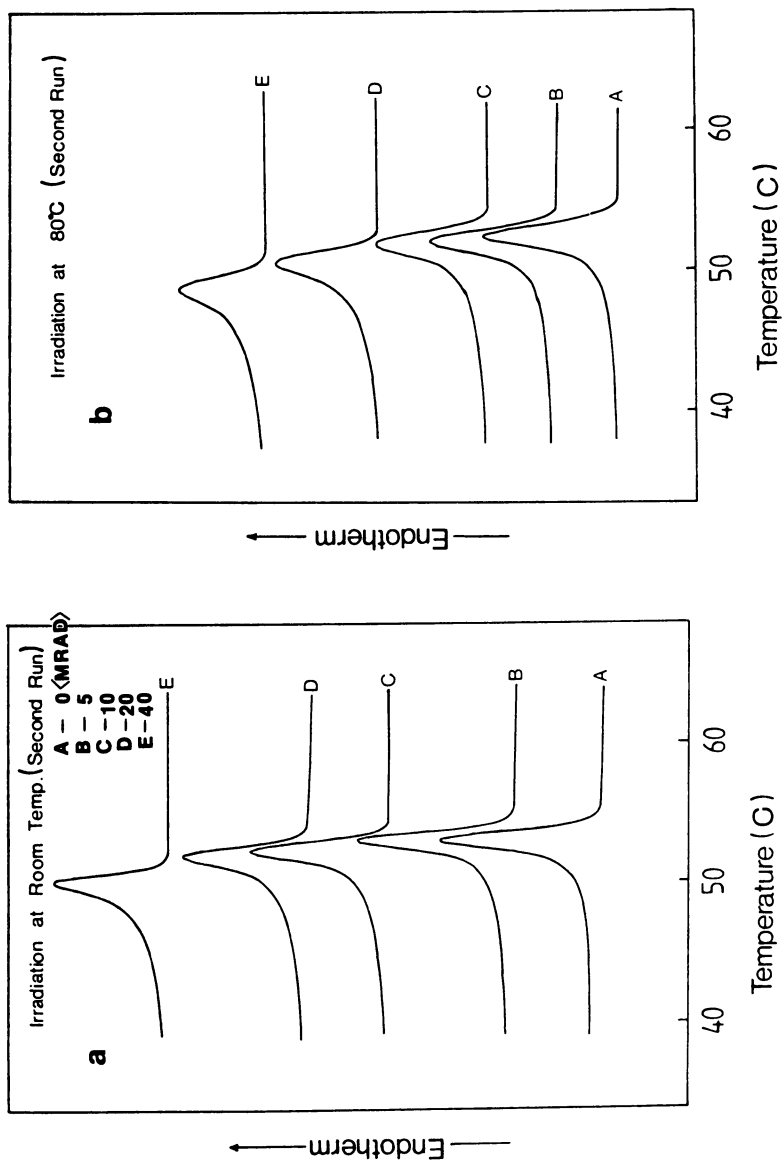 a
Irradiation at Room Temp.(Second Run)
A – 0<MRAD>
B – 5
C –10
D –20
E –40
E
D
C
B
A
40 50 60
Temperature ( C )
Endotherm
b
Irradiation at 80°C (Second Run)
E
D
C
B
A
40 50 60
Temperature ( C )
Endotherm